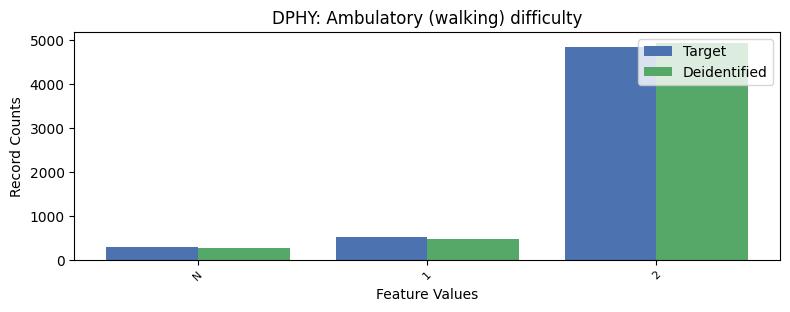 DPHY: Ambulatory (walking) difficulty
Target
Deidentified
Record Counts
5000
4000
3000
2000
1000
0
N
1
2
Feature Values